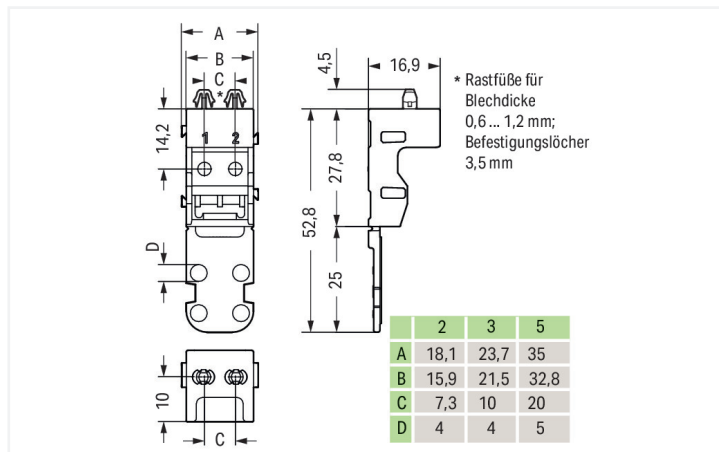 A
B
C
*
14,2
1 2
D
10
C
4,5
16,9
27,8
52,8
25
* Rastfüße für
Blechdicke
0,6 ... 1,2 mm;
Befestigungslöcher
3,5 mm
2 3 5
A 18,1 23,7 35
B 15,9 21,5 32,8
C 7,3 10 20
D 4 4 5